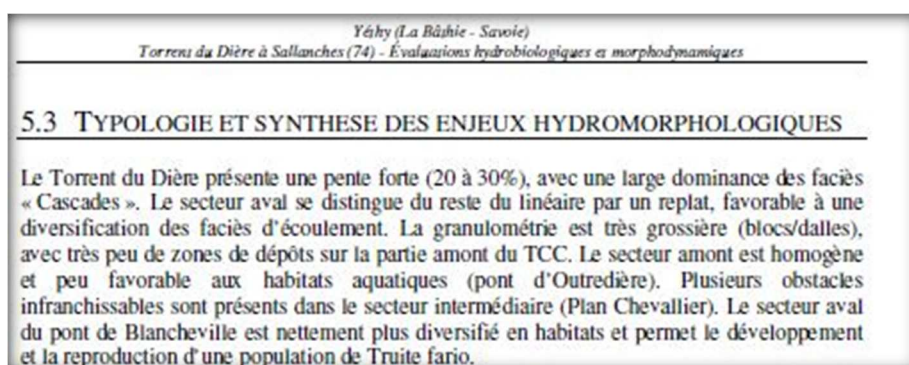 Yéshy (La Bâthie - Savoie)
Torrent du Dière à Sallanches (74) - Évaluations hydrobiologiques et morphodynamiques
5.3 TYPOLOGIE ET SYNTHESE DES ENJEUX HYDROMORPHOLOGIQUES
Le Torrent du Dière présente une pente forte (20 à 30%), avec une large dominance des faciès
« Cascades ». Le secteur aval se distingue du reste du linéaire par un replat, favorable à une
diversification des faciès d'écoulement. La granulométrie est très grossière (blocs/dalles),
avec très peu de zones de dépôts sur la partie amont du TCC. Le secteur amont est homogène
et peu favorable aux habitats aquatiques (pont d'Outredière). Plusieurs obstacles
infranchissables sont présents dans le secteur intermédiaire (Plan Chevallier). Le secteur aval
du pont de Blancheville est nettement plus diversifié en habitats et permet le développement
et la reproduction d'une population de Truite fario.